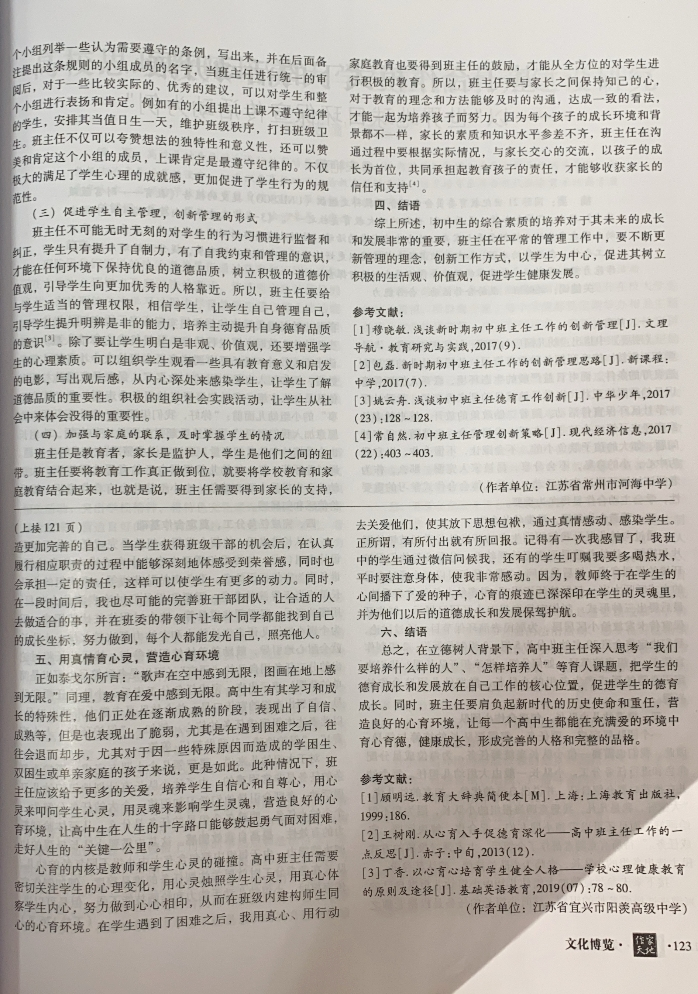 个小组列举一些认为需要遵守的条例，写出来，并在后面备
注提出这条规则的小组成员的名字，当班主任进行统一的审
阅后，对于一些比较实际的、优秀的建议，可以对学生和整
个小组进行表扬和肯定。例如有的小组提出上课不遵守纪律
的学生，安排其当值日生一天，维护班级秩序，打扫班级卫
生。班主任不仅可以夸赞想法的独特性和意义性，还可以赞
美和肯定这个小组的成员，上课肯定是最遵守纪律的。不仅
极大的满足了学生心理的成就感，更加促进了学生行为的规
范性。
（三）促进学生自主管理，创新管理的形式
班主任不可能无时无刻的对学生的行为习惯进行监督和
纠正，学生只有提升了自制力，有了自我约束和管理的意识，
才能在任何环境下保持优良的道德品质，树立积极的道德价
值观，引导学生向更加优秀的人格靠近。所以，班主任要给
与学生适当的管理权限，相信学生，让学生自己管理自己，
引导学生提升明辨是非的能力，培养主动提升自身德育品质
的意识[3]。除了要让学生明白是非观、价值观，还要增强学
生的心理素质。可以组织学生观看一些具有教育意义和启发
的电影，写出观后感，从内心深处来感染学生，让学生了解
道德品质的重要性。积极的组织社会实践活动，让学生从社
会中来体会没得的重要性。
（四）加强与家庭的联系，及时掌握学生的情况
班主任是教育者，家长是监护人，学生是他们之间的纽
带。班主任要将教育工作真正做到位，就要将学校教育和家
庭教育结合起来，也就是说，班主任需要得到家长的支持，
家庭教育也要得到班主任的鼓励，才能从全方位的对学生进
行积极的教育。所以，班主任要与家长之间保持知己的心，
对于教育的理念和方法能够及时的沟通，达成一致的看法，
才能一起为培养孩子而努力。因为每个孩子的成长环境和背
景都不一样，家长的素质和知识水平参差不齐，班主任在沟
通过程中要根据实际情况，与家长交心的交流，以孩子的成
长为首位，共同承担起教育孩子的责任，才能够收获家长的
信任和支持[4]。
四、结语
综上所述，初中生的综合素质的培养对于其未来的成长
和发展非常的重要，班主任在平常的管理工作中，要不断更
新管理的理念，创新工作方式，以学生为中心，促进其树立
积极的生活观、价值观，促进学生健康发展。
参考文献：
[1]穆晓敏.浅谈新时期初中班主任工作的创新管理[J].文理
导航·教育研究与实践,2017(9).
[2]包磊.新时期初中班主任工作的创新管理思路[J].新课程：
中学,2017(7).
[3]姚云舟.浅谈初中班主任德育工作创新[J].中华少年,2017
(23):128～128.
[4]常自然.初中班主任管理创新策略[J].现代经济信息,2017
(22):403～403.
（作者单位：江苏省常州市河海中学）
（上接121页）
造更加完善的自己。当学生获得班级干部的机会后，在认真
履行相应职责的过程中能够深刻地体感受到荣誉感，同时也
会承担一定的责任，这样可以使学生有更多的动力。同时，
在一段时间后，我也尽可能的完善班干部团队，让合适的人
去做适合的事，并在班委的带领下让每个同学都能找到自己
的成长坐标，努力做到，每个人都能发光自己，照亮他人。
五、用真情育心灵，营造心育环境
正如泰戈尔所言：“歌声在空中感到无限，图画在地上感
到无限。”同理，教育在爱中感到无限。高中生有其学习和成
长的特殊性，他们正处在逐渐成熟的阶段，表现出了自信、
成熟等，但是也表现出了脆弱，尤其是在遇到困难之后，往
往会退而却步，尤其对于因一些特殊原因而造成的学困生、
双困生或单亲家庭的孩子来说，更是如此。此种情况下，班
主任应该给予更多的关爱，培养学生自信心和自尊心，用心
灵来叩问学生心灵，用灵魂来影响学生灵魂，营造良好的心
育环境，让高中生在人生的十字路口能够鼓起勇气面对困难，
走好人生的“关键一公里”。
心育的内核是教师和学生心灵的碰撞。高中班主任需要
密切关注学生的心理变化，用心灵烛照学生心灵，用真心体
察学生内心，努力做到心心相印，从而在班级内建构师生同
心的心育环境。在学生遇到了困难之后，我用真心、用行动
去关爱他们，使其放下思想包袱，通过真情感动、感染学生。
正所谓，有所付出就有所回报。记得有一次我感冒了，我班
中的学生通过微信问候我，还有的学生叮嘱我要多喝热水，
平时要注意身体，使我非常感动。因为，教师终于在学生的
心间播下了爱的种子，心育的痕迹已深深印在学生的灵魂里，
并为他们以后的道德成长和发展保驾护航。
六、结语
总之，在立德树人背景下，高中班主任深入思考“我们
要培养什么样的人”、“怎样培养人”等育人课题，把学生的
德育成长和发展放在自己工作的核心位置，促进学生的德育
成长。同时，班主任要肩负起新时代的历史使命和重任，营
造良好的心育环境，让每一个高中生都能在充满爱的环境中
育心育德，健康成长，形成完善的人格和完整的品格。
参考文献：
[1]顾明远.教育大辞典简使本[M].上海:上海教育出版社,
1999:186.
[2]王树刚.从心育入手促德育深化——高中班主任工作的一
点反思[J].赤子:中旬,2013(12).
[3]丁香.以心育心培育学生健全人格——学校心理健康教育
的原则及途径[J].基础英语教育,2019(07):78～80.
（作者单位：江苏省宜兴市阳羡高级中学）
文化博览· 作家天地 ·123